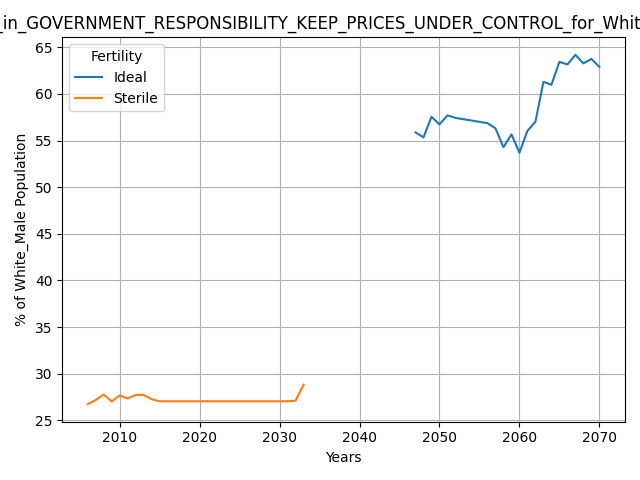 _in_GOVERNMENT_RESPONSIBILITY_KEEP_PRICES_UNDER_CONTROL_for_Whit
Fertility
Ideal
Sterile
65
60
55
50
45
40
35
30
25
% of White_Male Population
2010 2020 2030 2040 2050 2060 2070
Years